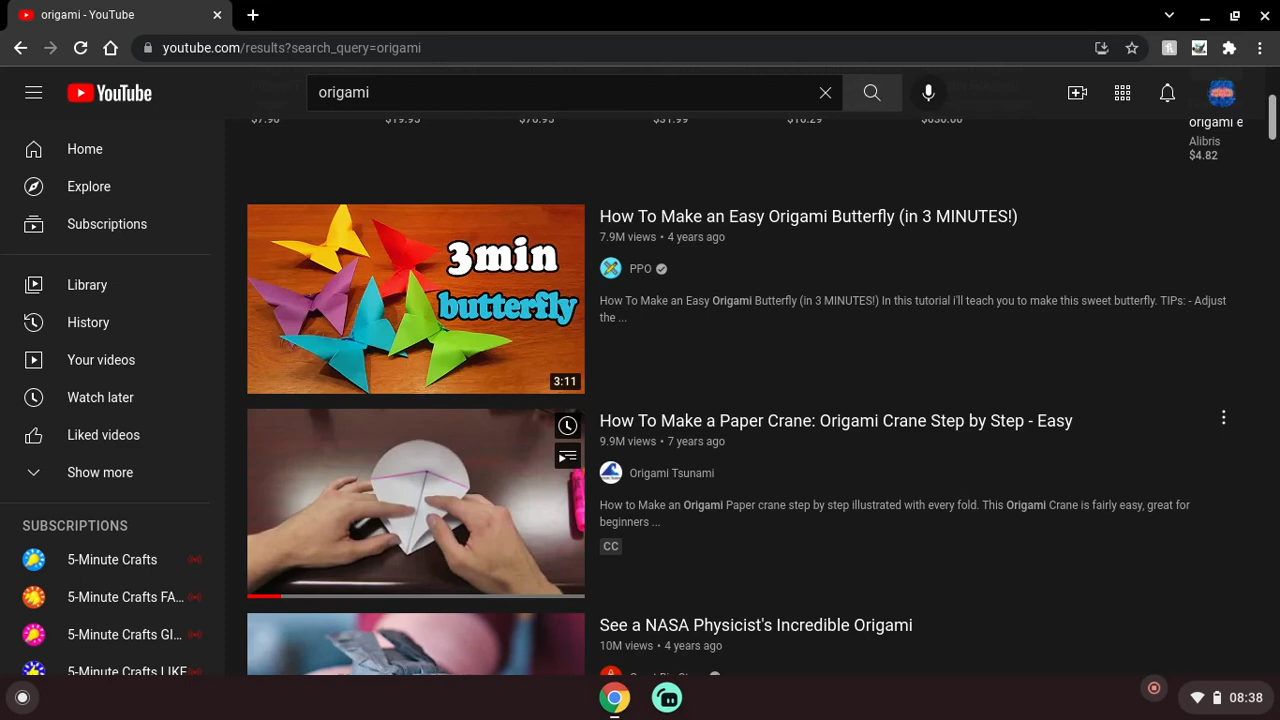 origami - YouTube
youtube.com/results?search_query=origami
YouTube
origami
$7.98 $19.95 $76.95 $31.99 $16.29
origami e
Alibris
$4.82
Home
Explore
Subscriptions
Library
History
Your videos
Watch later
Liked videos
Show more
SUBSCRIPTIONS
5-Minute Crafts
5-Minute Crafts FA...
5-Minute Crafts GI...
5-Minute Crafts LIKE
3min
butterfly
3:11
How To Make an Easy Origami Butterfly (in 3 MINUTES!)
7.9M views • 4 years ago
PPO
How To Make an Easy Origami Butterfly (in 3 MINUTES!) In this tutorial i'll teach you to make this sweet butterfly. TIPs: - Adjust
the ...
How To Make a Paper Crane: Origami Crane Step by Step - Easy
9.9M views • 7 years ago
Origami Tsunami
How to Make an Origami Paper crane step by step illustrated with every fold. This Origami Crane is fairly easy, great for
beginners ...
CC
See a NASA Physicist's Incredible Origami
10M views • 4 years ago
08:38